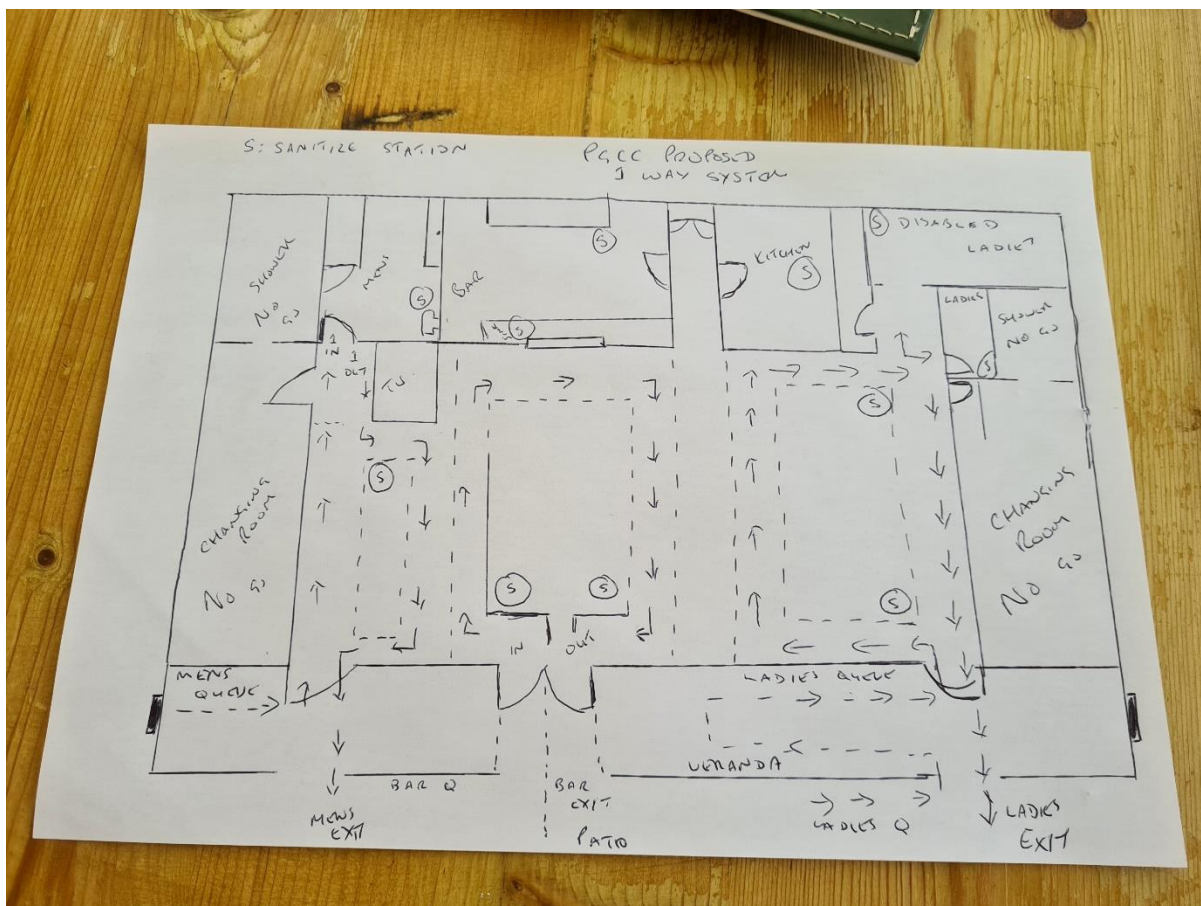 S: SANITIZE STATION
PGCC PROPOSED
1 WAY SYSTEM
SHOWER
NO GO
MENS
S
BAR
S
S
KITCHEN
S
S DISABLED
LADIES
LADIES
SHOWER
NO GO
S
IN
OUT
S
S
CHANGING
ROOM
NO GO
S
S
IN
OUT
S
CHANGING
ROOM
NO GO
MENS
QUEUE
LADIES QUEUE
VERANDA
BAR Q
BAR
EXIT
MENS
EXIT
PATIO
LADIES Q
LADIES
EXIT